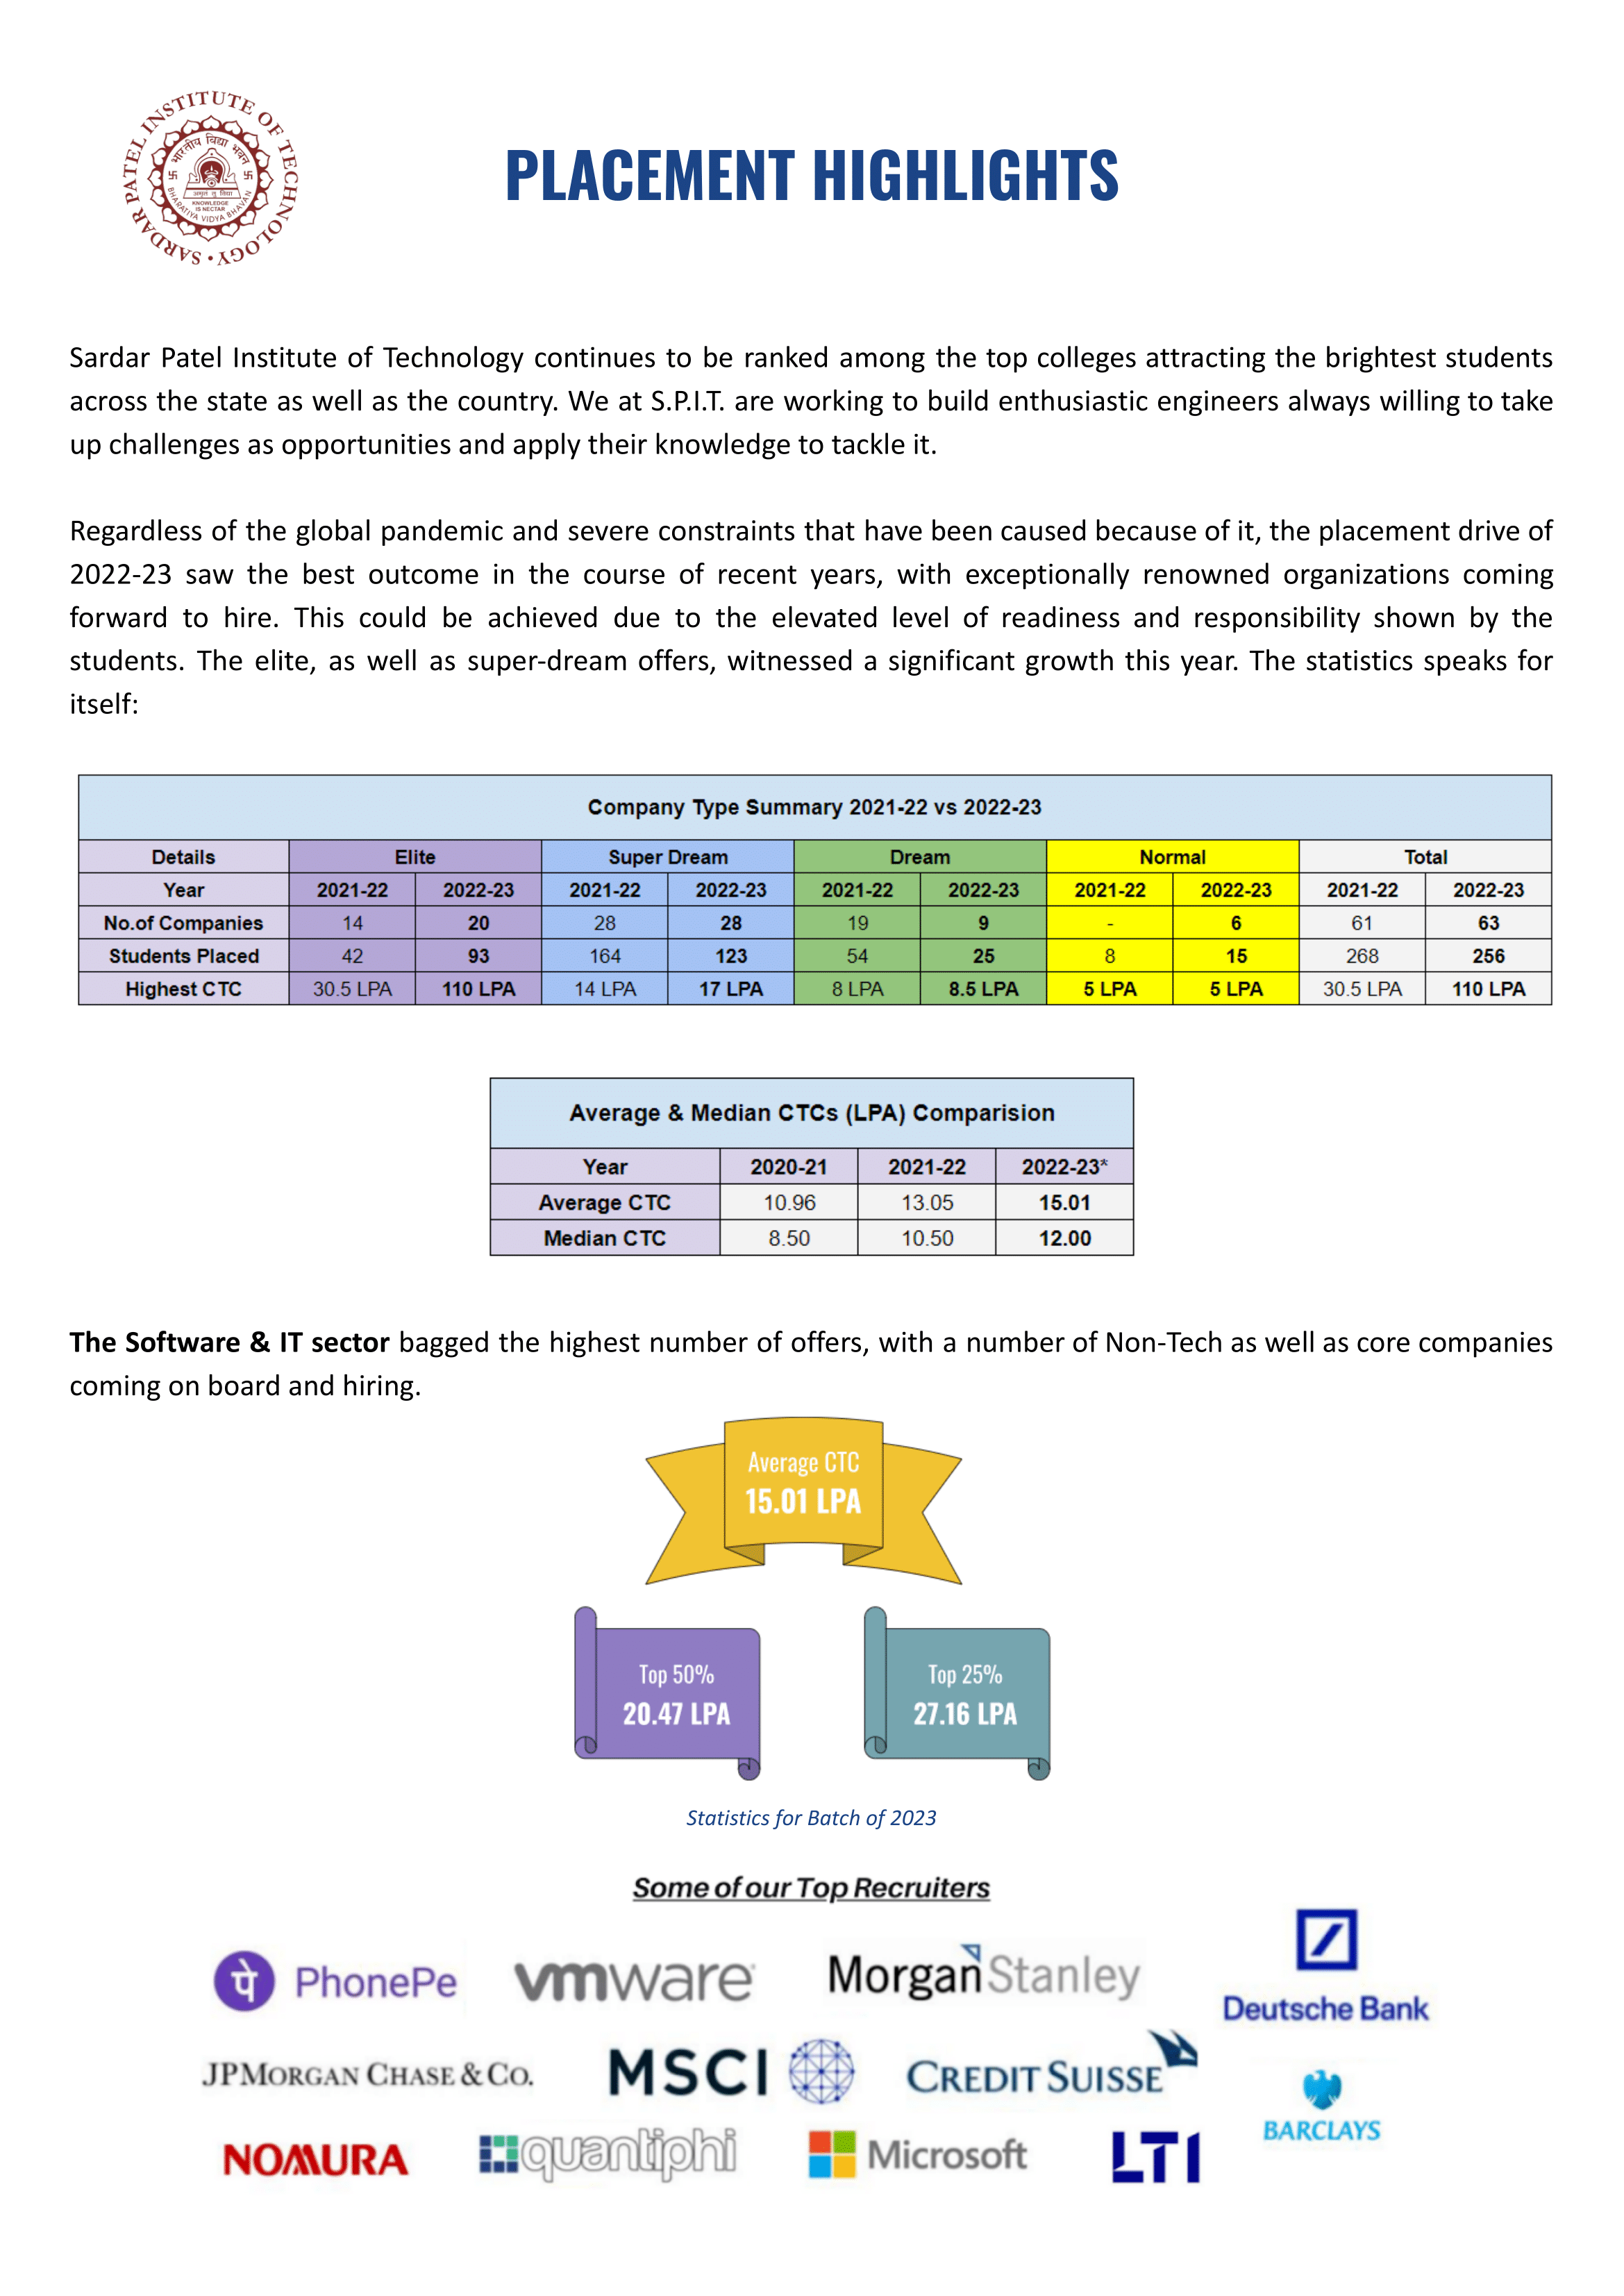 SARDAR PATEL INSTITUTE OF TECHNOLOGY
भारतीय विद्या भवन
अमृतं तु विद्या
KNOWLEDGE
IS NECTAR
BHARATIYA VIDYA BHAVAN
PLACEMENT HIGHLIGHTS
Sardar Patel Institute of Technology continues to be ranked among the top colleges attracting the brightest students
across the state as well as the country. We at S.P.I.T. are working to build enthusiastic engineers always willing to take
up challenges as opportunities and apply their knowledge to tackle it.
Regardless of the global pandemic and severe constraints that have been caused because of it, the placement drive of
2022-23 saw the best outcome in the course of recent years, with exceptionally renowned organizations coming
forward to hire. This could be achieved due to the elevated level of readiness and responsibility shown by the
students. The elite, as well as super-dream offers, witnessed a significant growth this year. The statistics speaks for
itself:
Company Type Summary 2021-22 vs 2022-23
Details Elite Super Dream Dream Normal Total
Year 2021-22 2022-23 2021-22 2022-23 2021-22 2022-23 2021-22 2022-23 2021-22 2022-23
No.of Companies 14 20 28 28 19 9 - 6 61 63
Students Placed 42 93 164 123 54 25 8 15 268 256
Highest CTC 30.5 LPA 110 LPA 14 LPA 17 LPA 8 LPA 8.5 LPA 5 LPA 5 LPA 30.5 LPA 110 LPA
Average & Median CTCs (LPA) Comparision
Year 2020-21 2021-22 2022-23*
Average CTC 10.96 13.05 15.01
Median CTC 8.50 10.50 12.00
The Software & IT sector bagged the highest number of offers, with a number of Non-Tech as well as core companies
coming on board and hiring.
Average CTC
15.01 LPA
Top 50%
20.47 LPA
Top 25%
27.16 LPA
Statistics for Batch of 2023
Some of our Top Recruiters
पे PhonePe vmware Morgan Stanley Deutsche Bank
JPMORGAN CHASE & CO. MSCI CREDIT SUISSE BARCLAYS
NOMURA quantiphi Microsoft LTI